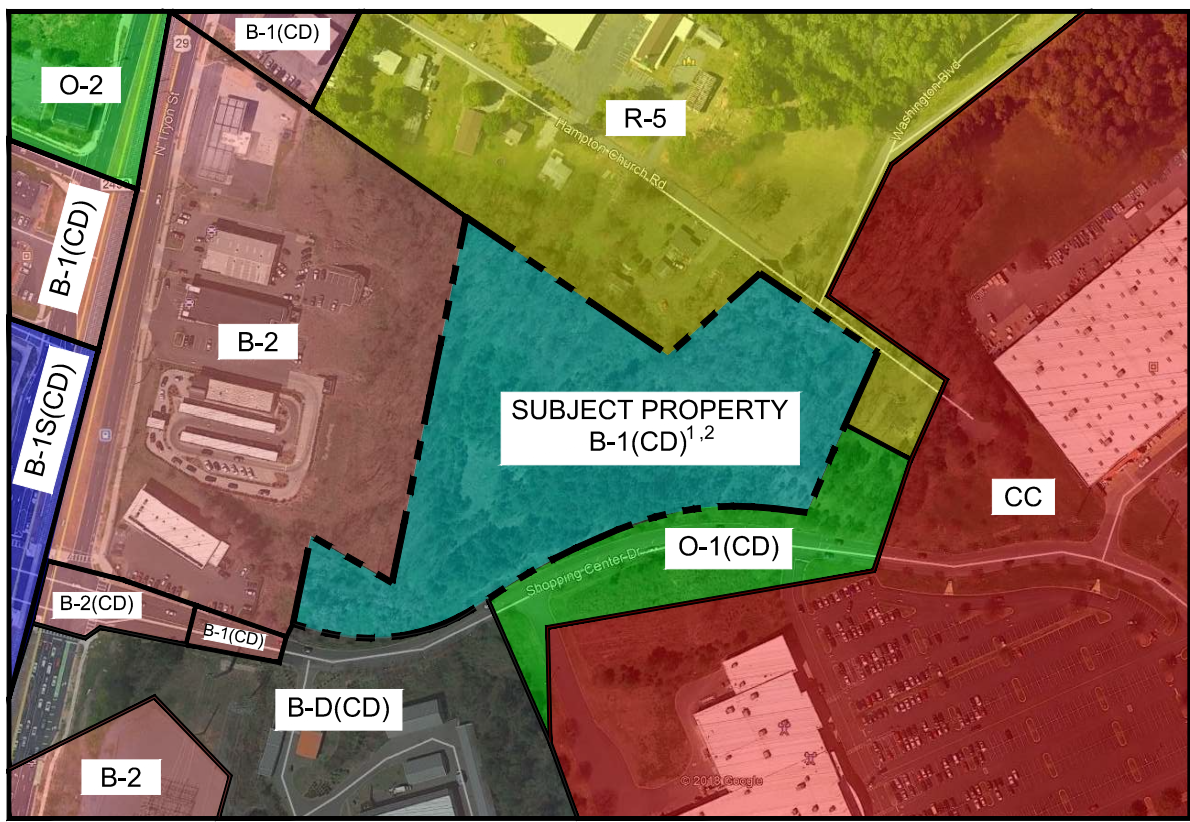 B-1(CD)
29
O-2
N Tryon St
R-5
Washington Blvd
Hampton Church Rd
B-1(CD)
B-2
B-1S(CD)
SUBJECT PROPERTY
B-1(CD)1,2
CC
O-1(CD)
Shopping Center Dr
B-2(CD)
B-1(CD)
B-D(CD)
B-2
© 2013 Google